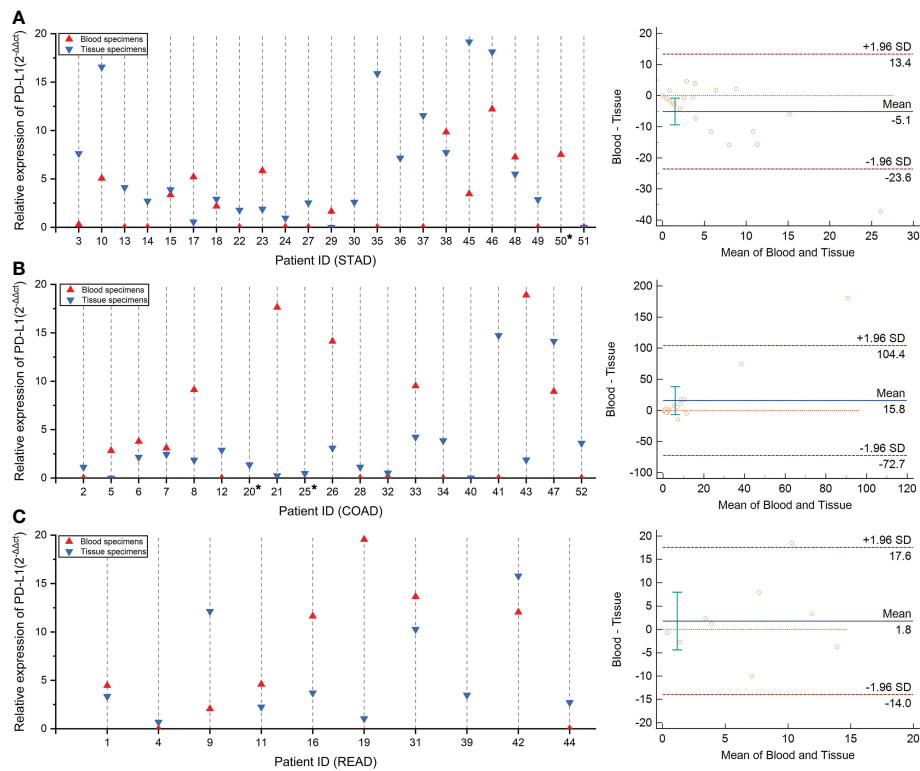 A
Relative expression of PD-L1(2^-ΔΔct)
Blood specimens
Tissue specimens
20
15
10
5
0
3 10 13 14 15 17 18 22 23 24 27 29 30 35 36 37 38 45 46 48 49 50* 51
Patient ID (STAD)
Blood - Tissue
20
10
0
-10
-20
-30
-40
+1.96 SD
13.4
Mean
-5.1
-1.96 SD
-23.6
0 5 10 15 20 25 30
Mean of Blood and Tissue
B
Relative expression of PD-L1(2^-ΔΔct)
Blood specimens
Tissue specimens
20
15
10
5
0
2 5 6 7 8 12 20* 21 25* 26 28 32 33 34 40 41 43 47 52
Patient ID (COAD)
Blood - Tissue
200
150
100
50
0
-50
-100
+1.96 SD
104.4
Mean
15.8
-1.96 SD
-72.7
0 20 40 60 80 100 120
Mean of Blood and Tissue
C
Relative expression of PD-L1(2^-ΔΔct)
Blood specimens
Tissue specimens
20
15
10
5
0
1 4 9 11 16 19 31 39 42 44
Patient ID (READ)
Blood - Tissue
20
15
10
5
0
-5
-10
-15
-20
+1.96 SD
17.6
Mean
1.8
-1.96 SD
-14.0
0 5 10 15 20
Mean of Blood and Tissue